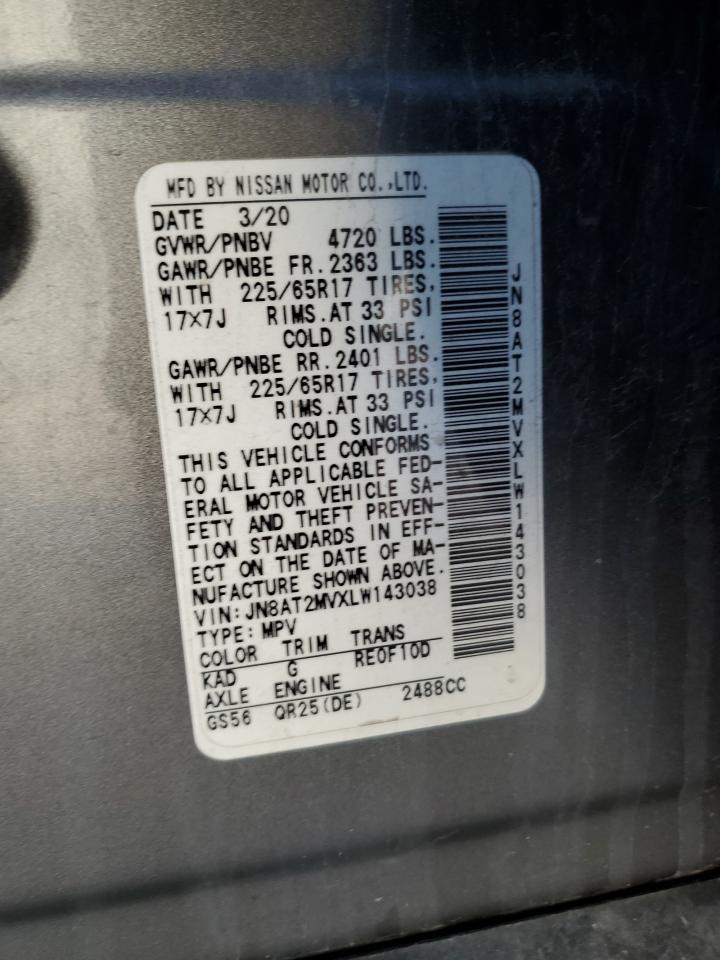 MFD BY NISSAN MOTOR CO.,LTD.
DATE 3/20
GVWR/PNBV 4720 LBS.
GAWR/PNBE FR.2363 LBS.
WITH 225/65R17 TIRES,
17×7J RIMS.AT 33 PSI
COLD SINGLE.
GAWR/PNBE RR.2401 LBS.
WITH 225/65R17 TIRES,
17×7J RIMS.AT 33 PSI
COLD SINGLE.
THIS VEHICLE CONFORMS
TO ALL APPLICABLE FED-
ERAL MOTOR VEHICLE SA-
FETY AND THEFT PREVEN-
TION STANDARDS IN EFF-
ECT ON THE DATE OF MA-
NUFACTURE SHOWN ABOVE.
VIN:JN8AT2MVXLW143038
TYPE:MPV
COLOR TRIM TRANS
KAD G RE0F10D
AXLE ENGINE
GS56 QR25(DE) 2488CC
JN8AT2MVXLW143038